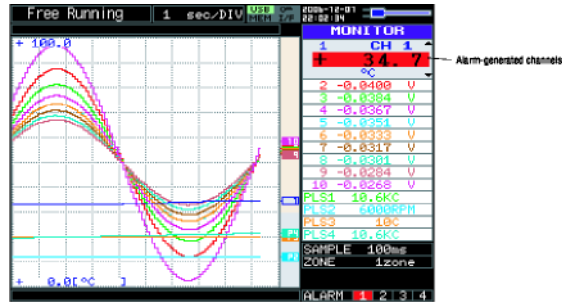 Free Running 1 sec/DIV USB MEM I/F 2006-12-07 22:02:34
MONITOR
1 CH 1
+ 34. 7
°C
Alarm-generated channels
2 -0.0400 V
3 -0.0384 V
4 -0.0367 V
5 -0.0351 V
6 -0.0333 V
7 -0.0317 V
8 -0.0301 V
9 -0.0284 V
10 -0.0268 V
PLS1 10.6KC
PLS2 6000RPM
PLS3 10C
PLS4 10.6KC
SAMPLE 100ms
ZONE 1zone
ALARM 1 2 3 4
+ 100.0
+ 0.0[°C ]